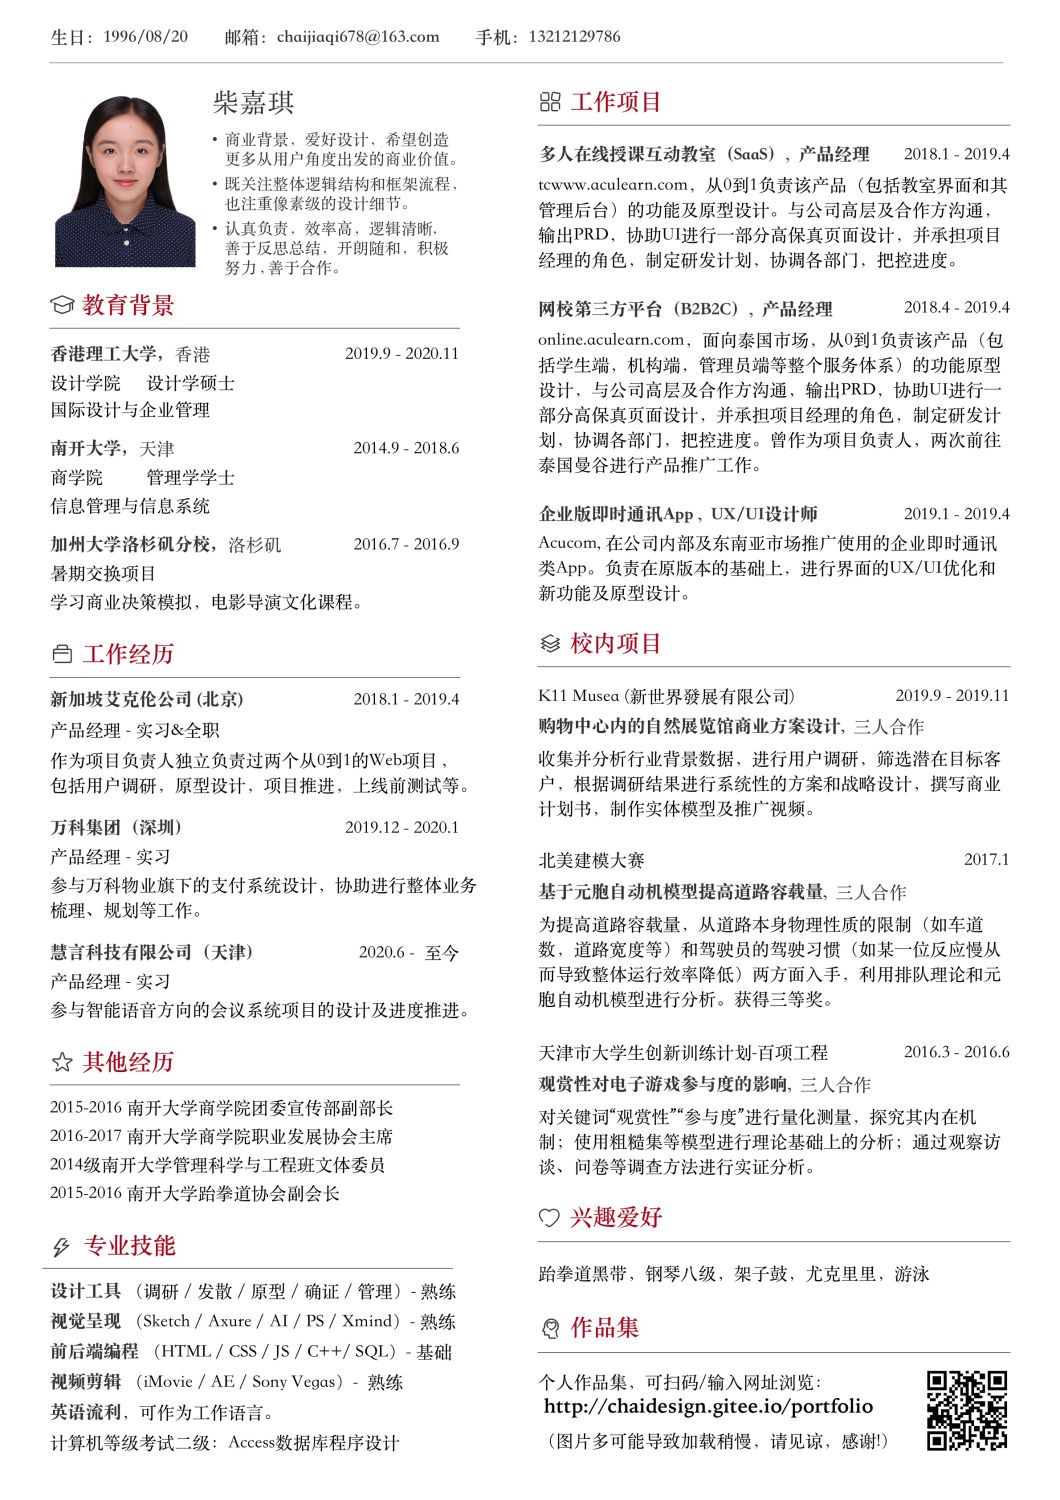 生日：1996/08/20 邮箱：chaijiaqi678@163.com 手机：13212129786
柴嘉琪
• 商业背景，爱好设计，希望创造
更多从用户角度出发的商业价值。
• 既关注整体逻辑结构和框架流程，
也注重像素级的设计细节。
• 认真负责，效率高，逻辑清晰，
善于反思总结，开朗随和，积极
努力，善于合作。
教育背景
香港理工大学，香港 2019.9 - 2020.11
设计学院 设计学硕士
国际设计与企业管理
南开大学，天津 2014.9 - 2018.6
商学院 管理学学士
信息管理与信息系统
加州大学洛杉矶分校，洛杉矶 2016.7 - 2016.9
暑期交换项目
学习商业决策模拟，电影导演文化课程。
工作经历
新加坡艾克伦公司 (北京) 2018.1 - 2019.4
产品经理 - 实习&全职
作为项目负责人独立负责过两个从0到1的Web项目，
包括用户调研，原型设计，项目推进，上线前测试等。
万科集团（深圳） 2019.12 - 2020.1
产品经理 - 实习
参与万科物业旗下的支付系统设计，协助进行整体业务
梳理、规划等工作。
慧言科技有限公司（天津） 2020.6 - 至今
产品经理 - 实习
参与智能语音方向的会议系统项目的设计及进度推进。
其他经历
2015-2016 南开大学商学院团委宣传部副部长
2016-2017 南开大学商学院职业发展协会主席
2014级南开大学管理科学与工程班文体委员
2015-2016 南开大学跆拳道协会副会长
专业技能
设计工具 （调研 / 发散 / 原型 / 确证 / 管理）- 熟练
视觉呈现 （Sketch / Axure / AI / PS / Xmind）- 熟练
前后端编程 （HTML / CSS / JS / C++/ SQL）- 基础
视频剪辑 （iMovie / AE / Sony Vegas）- 熟练
英语流利，可作为工作语言。
计算机等级考试二级：Access数据库程序设计
工作项目
多人在线授课互动教室（SaaS），产品经理 2018.1 - 2019.4
tcwww.aculearn.com，从0到1负责该产品（包括教室界面和其
管理后台）的功能及原型设计。与公司高层及合作方沟通，
输出PRD，协助UI进行一部分高保真页面设计，并承担项目
经理的角色，制定研发计划，协调各部门，把控进度。
网校第三方平台（B2B2C），产品经理 2018.4 - 2019.4
online.aculearn.com，面向泰国市场，从0到1负责该产品（包
括学生端，机构端，管理员端等整个服务体系）的功能原型
设计，与公司高层及合作方沟通，输出PRD，协助UI进行一
部分高保真页面设计，并承担项目经理的角色，制定研发计
划，协调各部门，把控进度。曾作为项目负责人，两次前往
泰国曼谷进行产品推广工作。
企业版即时通讯App，UX/UI设计师 2019.1 - 2019.4
Acucom, 在公司内部及东南亚市场推广使用的企业即时通讯
类App。负责在原版本的基础上，进行界面的UX/UI优化和
新功能及原型设计。
校内项目
K11 Musea (新世界發展有限公司) 2019.9 - 2019.11
购物中心内的自然展览馆商业方案设计, 三人合作
收集并分析行业背景数据，进行用户调研，筛选潜在目标客
户，根据调研结果进行系统性的方案和战略设计，撰写商业
计划书，制作实体模型及推广视频。
北美建模大赛 2017.1
基于元胞自动机模型提高道路容载量, 三人合作
为提高道路容载量，从道路本身物理性质的限制（如车道
数，道路宽度等）和驾驶员的驾驶习惯（如某一位反应慢从
而导致整体运行效率降低）两方面入手，利用排队理论和元
胞自动机模型进行分析。获得三等奖。
天津市大学生创新训练计划-百项工程 2016.3 - 2016.6
观赏性对电子游戏参与度的影响, 三人合作
对关键词“观赏性”“参与度”进行量化测量，探究其内在机
制；使用粗糙集等模型进行理论基础上的分析；通过观察访
谈、问卷等调查方法进行实证分析。
兴趣爱好
跆拳道黑带，钢琴八级，架子鼓，尤克里里，游泳
作品集
个人作品集，可扫码/输入网址浏览：
http://chaidesign.gitee.io/portfolio
（图片多可能导致加载稍慢，请见谅，感谢!）